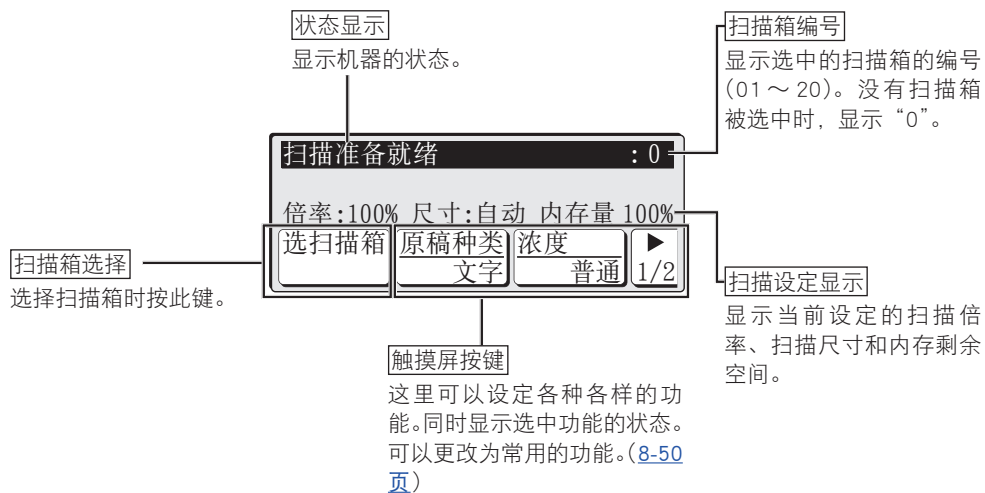 状态显示
显示机器的状态。
扫描箱编号
显示选中的扫描箱的编号
(01～20)。没有扫描箱
被选中时，显示“0”。
扫描准备就绪 : 0
倍率:100% 尺寸:自动 内存量 100%
选扫描箱 原稿种类 浓度 ▶
文字 普通 1/2
扫描箱选择
选择扫描箱时按此键。
扫描设定显示
显示当前设定的扫描倍
率、扫描尺寸和内存剩余
空间。
触摸屏按键
这里可以设定各种各样的功
能。同时显示选中功能的状态。
可以更改为常用的功能。(8-50
页)